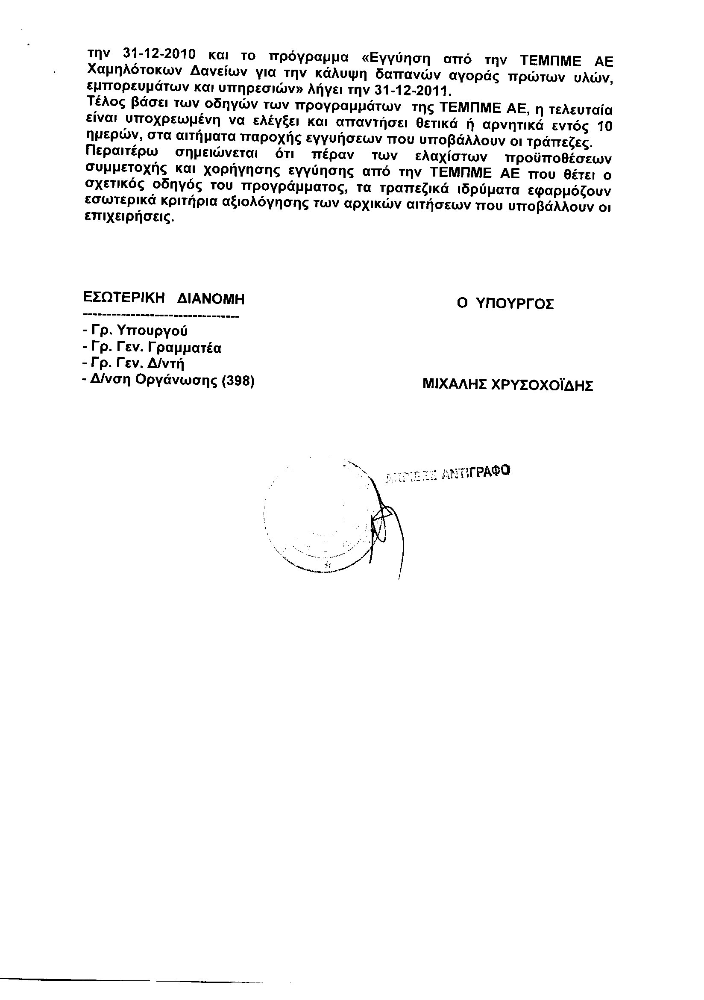 την 31-12-2010 και το πρόγραμμα «Εγγύηση από την ΤΕΜΠΜΕ ΑΕ
Χαμηλότοκων Δανείων για την κάλυψη δαπανών αγοράς πρώτων υλών,
εμπορευμάτων και υπηρεσιών» λήγει την 31-12-2011.
Τέλος βάσει των οδηγών των προγραμμάτων της ΤΕΜΠΜΕ ΑΕ, η τελευταία
είναι υποχρεωμένη να ελέγξει και απαντήσει θετικά ή αρνητικά εντός 10
ημερών, στα αιτήματα παροχής εγγυήσεων που υποβάλλουν οι τράπεζες.
Περαιτέρω σημειώνεται ότι πέραν των ελαχίστων προϋποθέσεων
συμμετοχής και χορήγησης εγγύησης από την ΤΕΜΠΜΕ ΑΕ που θέτει ο
σχετικός οδηγός του προγράμματος, τα τραπεζικά ιδρύματα εφαρμόζουν
εσωτερικά κριτήρια αξιολόγησης των αρχικών αιτήσεων που υποβάλλουν οι
επιχειρήσεις.
ΕΣΩΤΕΡΙΚΗ ΔΙΑΝΟΜΗ
---------------------------------
- Γρ. Υπουργού
- Γρ. Γεν. Γραμματέα
- Γρ. Γεν. Δ/ντή
- Δ/νση Οργάνωσης (398)
Ο ΥΠΟΥΡΓΟΣ
ΜΙΧΑΛΗΣ ΧΡΥΣΟΧΟΪΔΗΣ
ΑΚΡΙΒΕΣ ΑΝΤΙΓΡΑΦΟ